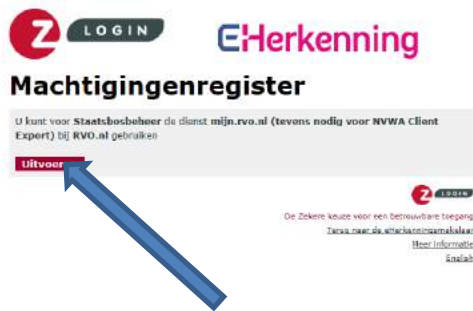 Z LOGIN
eHerkenning
Machtigingenregister
U kunt voor Staatsbosbeheer de dienst mijn.rvo.nl (tevens nodig voor NVWA Client
Export) bij RVO.nl gebruiken
Uitvoer
Z LOGIN
De Zekere keuze voor een betrouwbare toegang
Terug naar de eHerkenningsmakelaar
Meer informatie
English